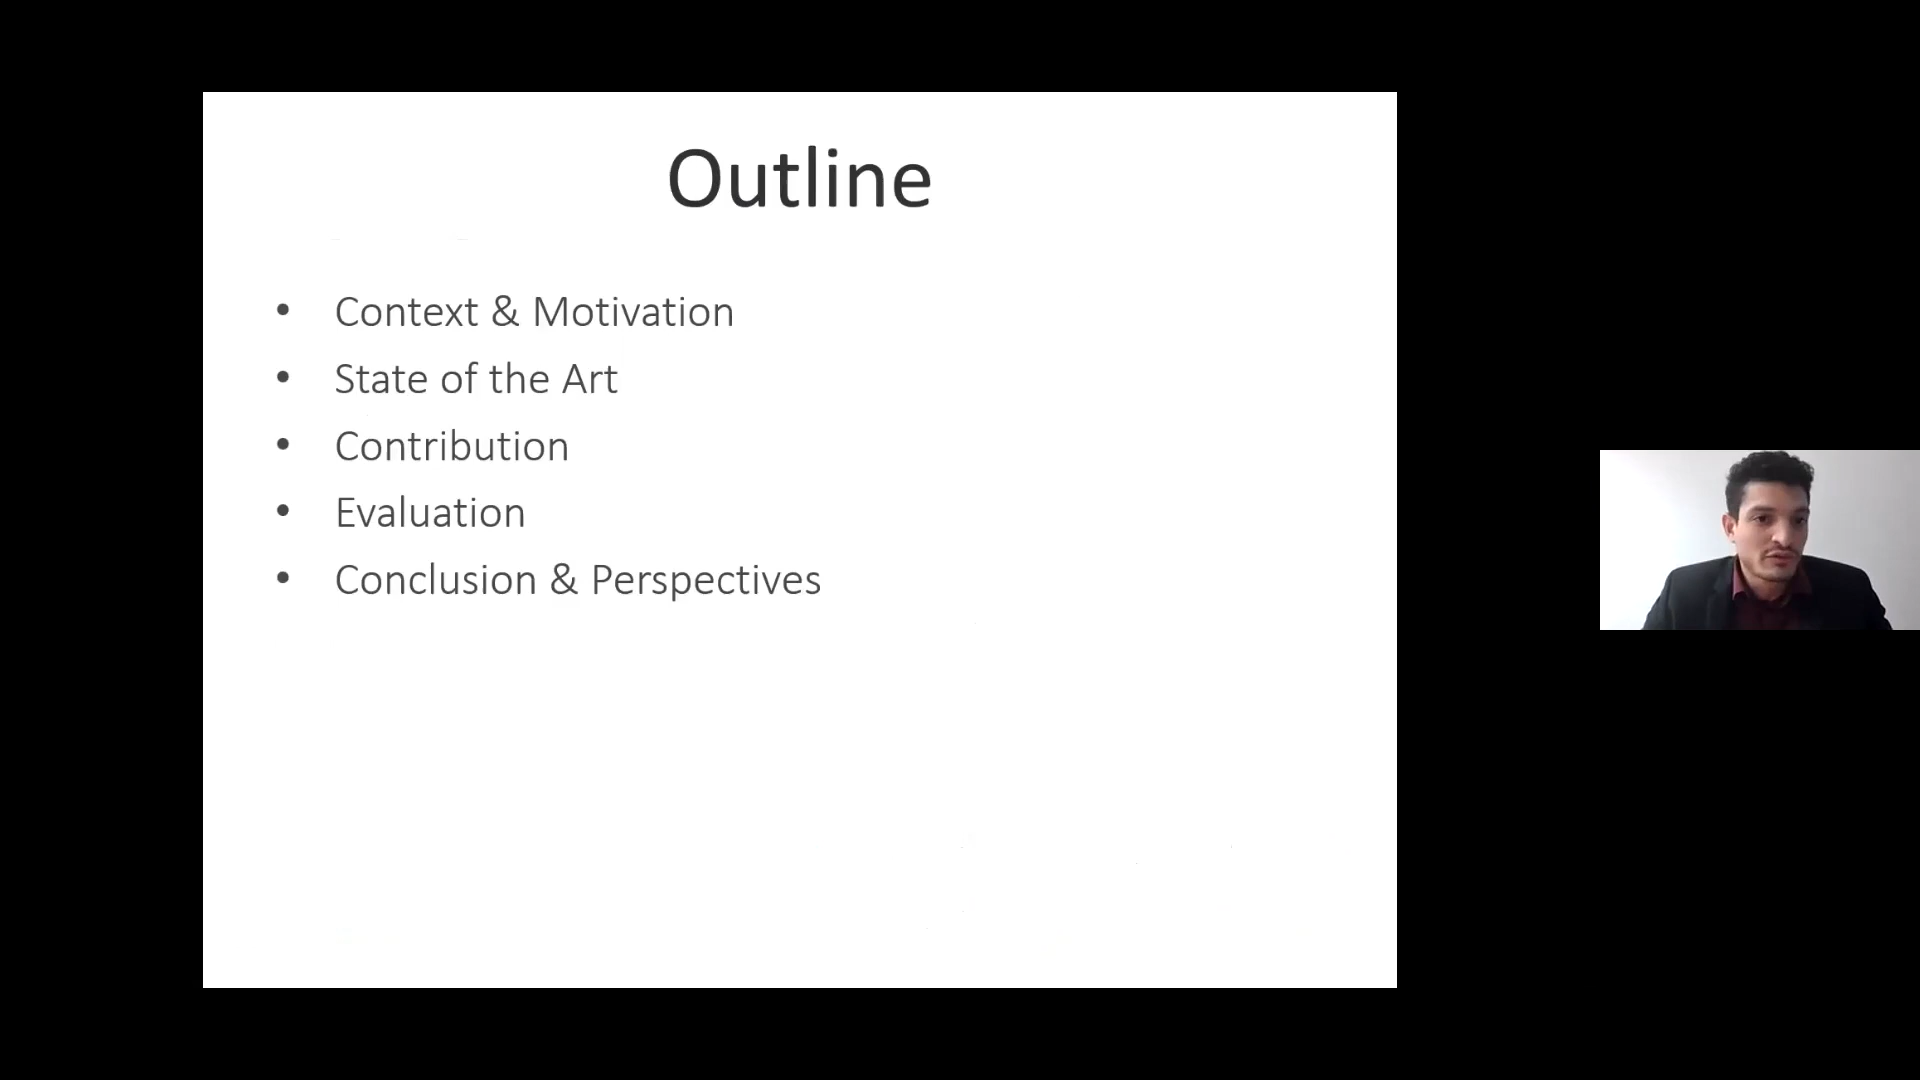 Outline
• Context & Motivation
• State of the Art
• Contribution
• Evaluation
• Conclusion & Perspectives